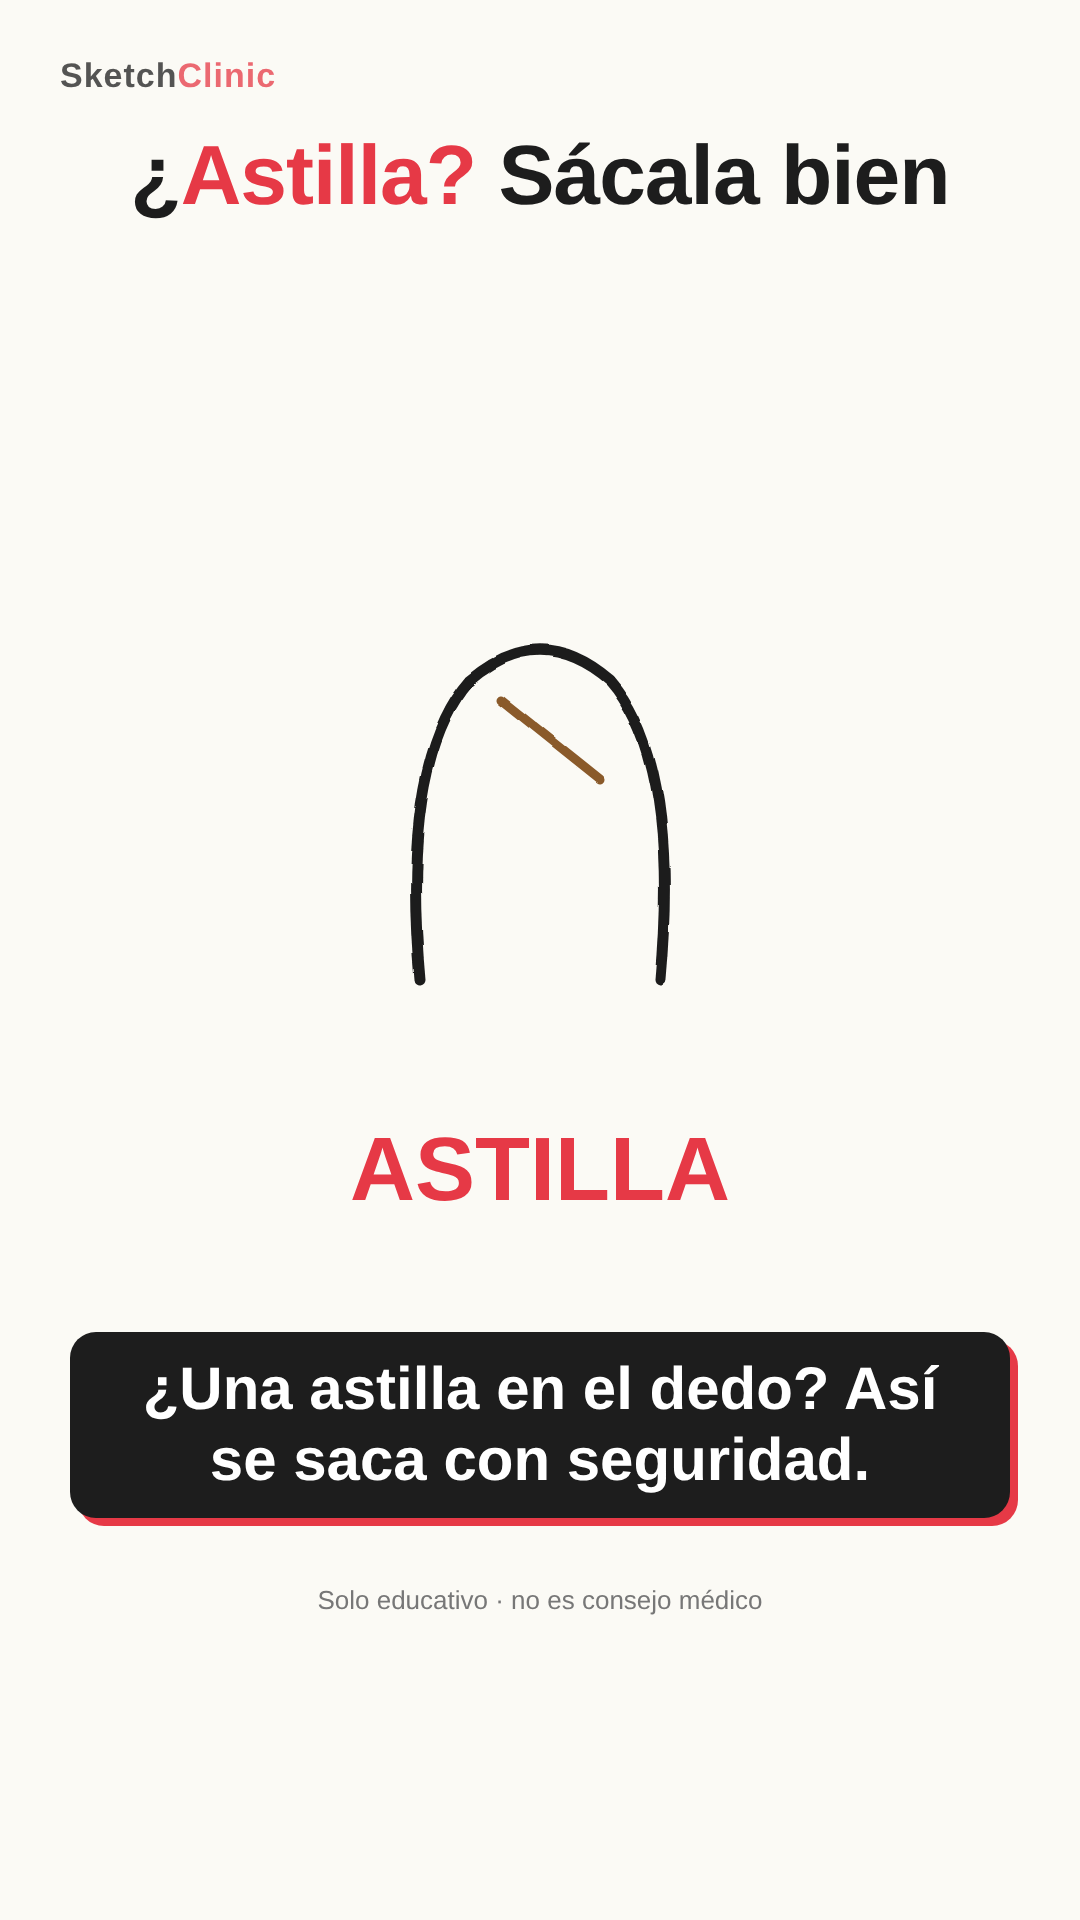 SketchClinic
¿Astilla? Sácala bien
ASTILLA
¿Una astilla en el dedo? Así
se saca con seguridad.
Solo educativo · no es consejo médico